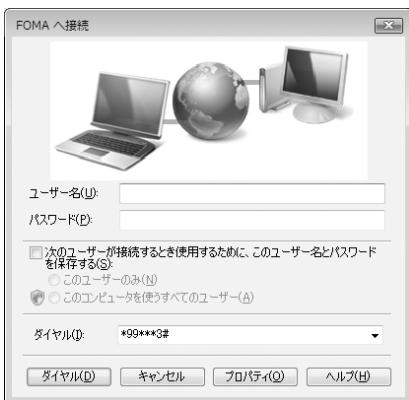 FOMA へ接続
ユーザー名(U):
パスワード(P):
次のユーザーが接続するとき使用するために、このユーザー名とパスワード
を保存する(S):
このユーザーのみ(N)
このコンピュータを使うすべてのユーザー(A)
ダイヤル(I):
*99***3#
ダイヤル(D) キャンセル プロパティ(O) ヘルプ(H)